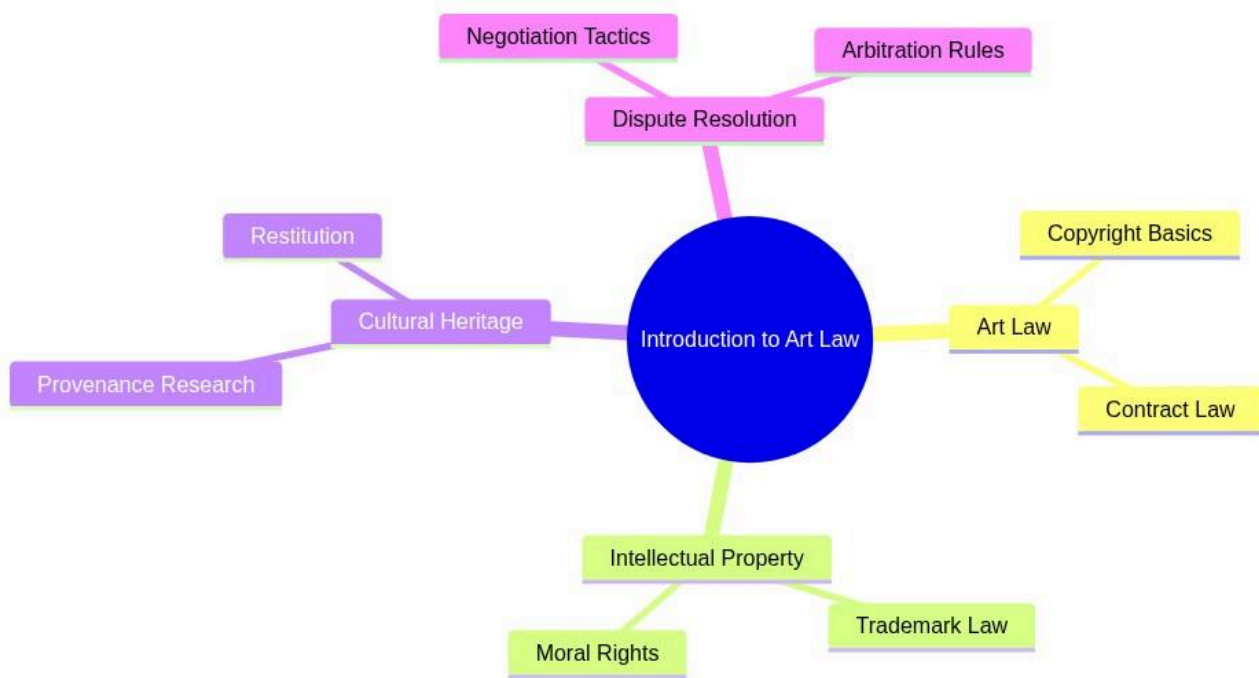 Negotiation Tactics
Arbitration Rules
Dispute Resolution
Restitution
Copyright Basics
Cultural Heritage
Introduction to Art Law
Art Law
Provenance Research
Contract Law
Intellectual Property
Trademark Law
Moral Rights